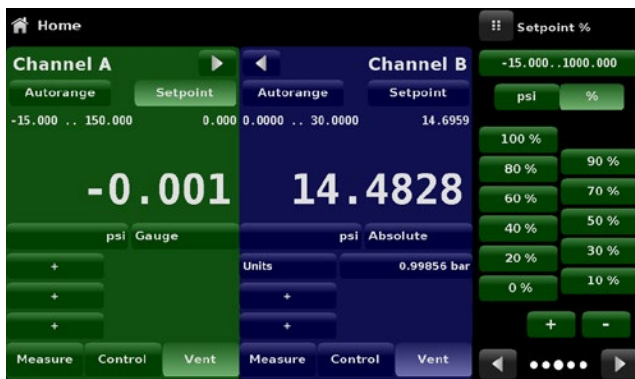 Home
Setpoint %
Channel A
Channel B
-15.000..1000.000
Autorange Setpoint Autorange Setpoint
psi %
-15.000 .. 150.000 0.000 0.0000 .. 30.0000 14.6959
100 %
90 %
80 %
-0.001 14.4828
70 %
60 %
50 %
40 %
psi Gauge psi Absolute
30 %
20 %
Units 0.99856 bar
10 %
0 %
+
+ +
+ +
+ -
Measure Control Vent Measure Control Vent